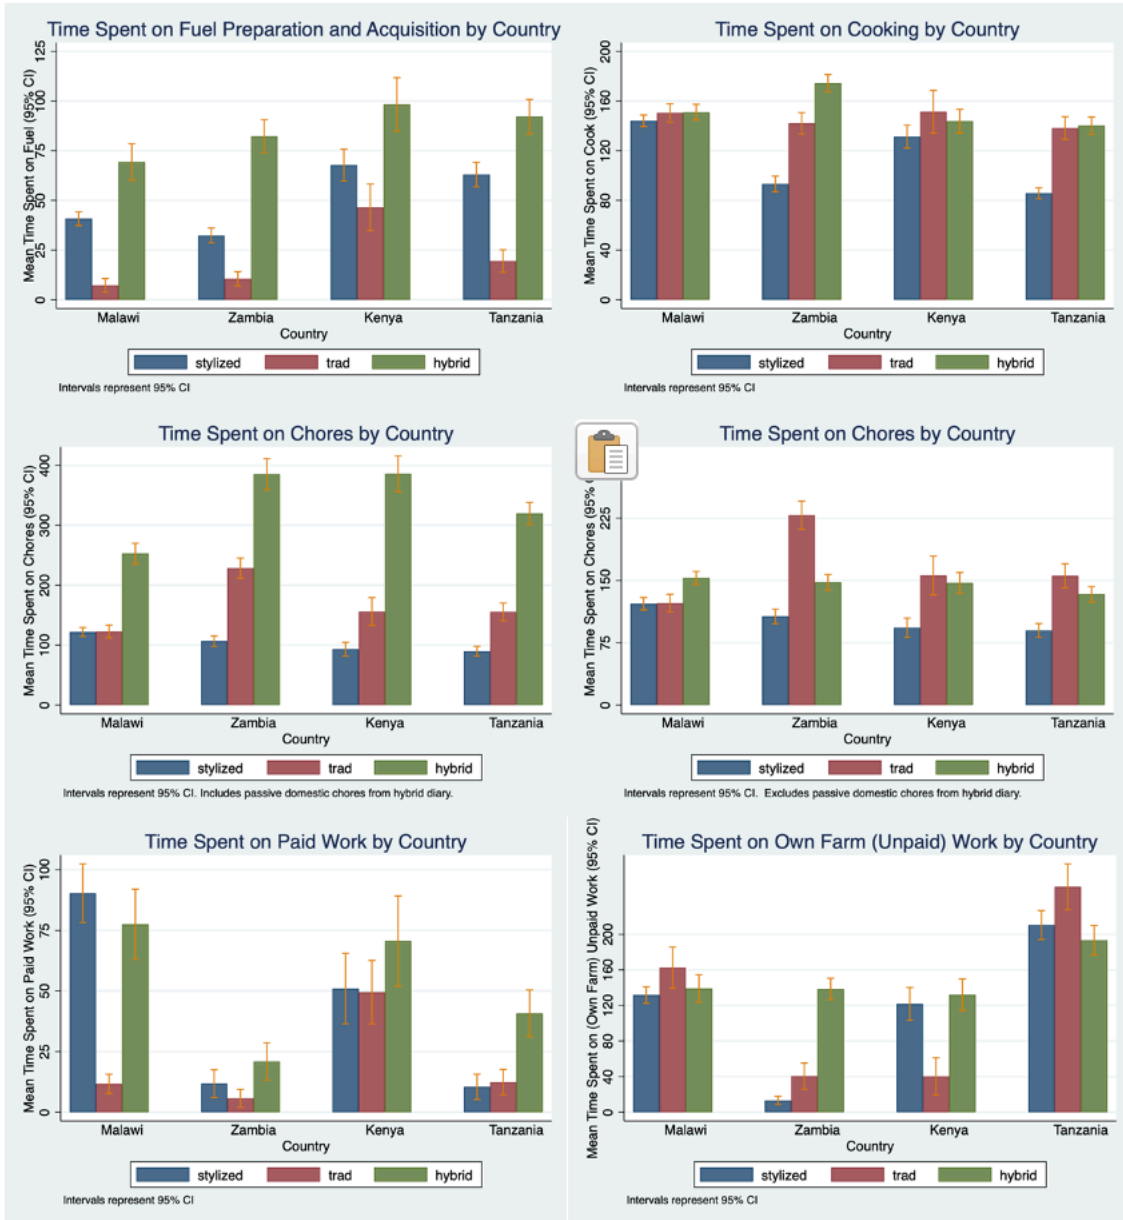 Time Spent on Fuel Preparation and Acquisition by Country
Mean Time Spent on Fuel (95% CI)
125
100
75
50
25
0
Malawi Zambia Kenya Tanzania
Country
stylized trad hybrid
Intervals represent 95% CI
Time Spent on Cooking by Country
Mean Time Spent on Cook (95% CI)
200
160
120
80
40
0
Malawi Zambia Kenya Tanzania
Country
stylized trad hybrid
Intervals represent 95% CI
Time Spent on Chores by Country
Mean Time Spent on Chores (95% CI)
400
300
200
100
0
Malawi Zambia Kenya Tanzania
Country
stylized trad hybrid
Intervals represent 95% CI. Includes passive domestic chores from hybrid diary.
Time Spent on Chores by Country
Mean Time Spent on Chores (95%
225
150
75
0
Malawi Zambia Kenya Tanzania
Country
stylized trad hybrid
Intervals represent 95% CI. Excludes passive domestic chores from hybrid diary.
Time Spent on Paid Work by Country
Mean Time Spent on Paid Work (95% CI)
100
75
50
25
0
Malawi Zambia Kenya Tanzania
Country
stylized trad hybrid
Intervals represent 95% CI
Time Spent on Own Farm (Unpaid) Work by Country
Mean Time Spent on (Own Farm) Unpaid Work (95% CI)
200
160
120
80
40
0
Malawi Zambia Kenya Tanzania
Country
stylized trad hybrid
Intervals represent 95% CI